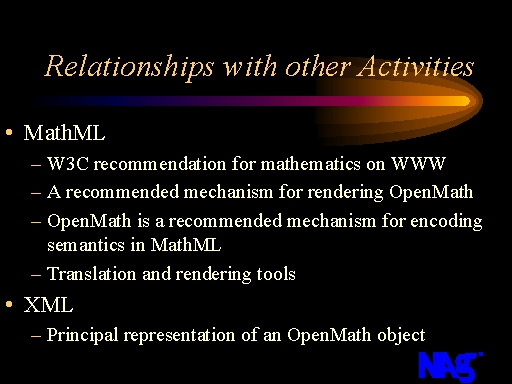 Relationships with other Activities
• MathML
– W3C recommendation for mathematics on WWW
– A recommended mechanism for rendering OpenMath
– OpenMath is a recommended mechanism for encoding
semantics in MathML
– Translation and rendering tools
• XML
– Principal representation of an OpenMath object
NAG